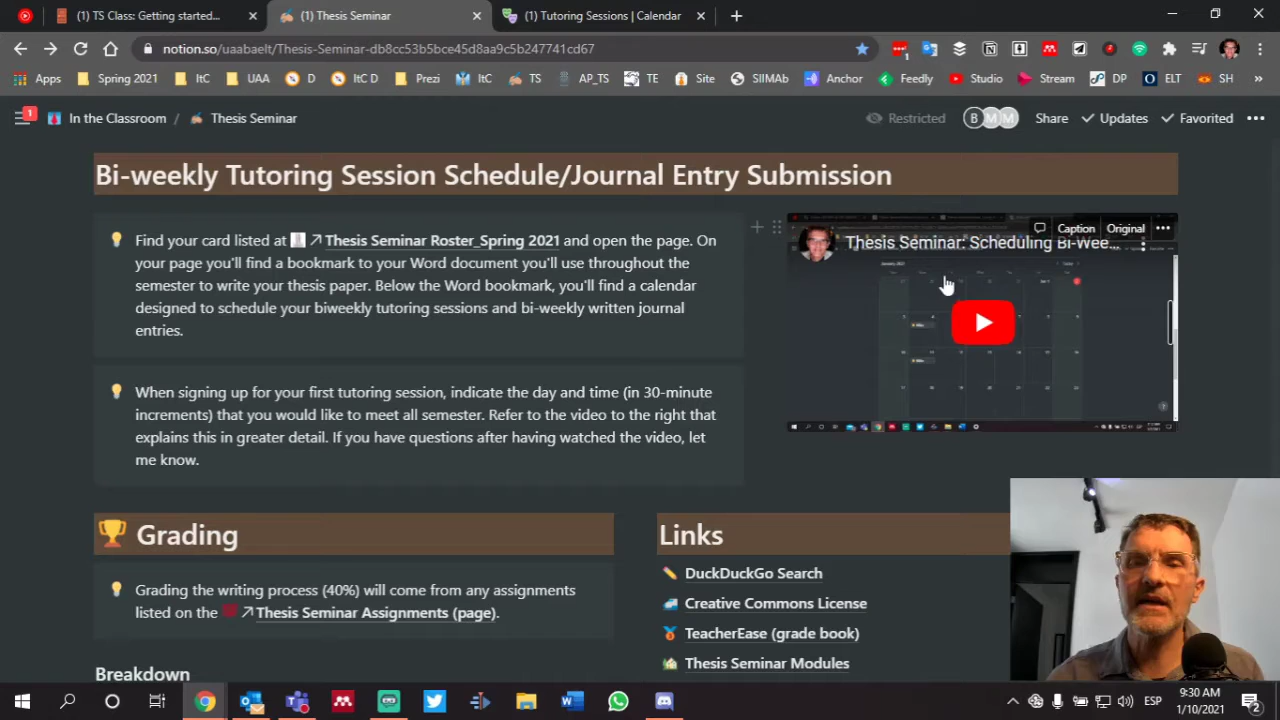 (1) TS Class: Getting started...
(1) Thesis Seminar
(1) Tutoring Sessions | Calendar
notion.so/uaabaelt/Thesis-Seminar-db8cc53b5bce45d8aa9c5b247741cd67
1
Apps
Spring 2021
ItC
UAA
D
ItC D
Prezi
ItC
TS
AP_TS
TE
Site
SIIMAb
Anchor
Feedly
Studio
Stream
DP
ELT
SH
»
1
In the Classroom / Thesis Seminar
Restricted
B M M
Share
Updates
Favorited
Bi-weekly Tutoring Session Schedule/Journal Entry Submission
Find your card listed at Thesis Seminar Roster_Spring 2021 and open the page. On
your page you'll find a bookmark to your Word document you'll use throughout the
semester to write your thesis paper. Below the Word bookmark, you'll find a calendar
designed to schedule your biweekly tutoring sessions and bi-weekly written journal
entries.
Caption
Original
Thesis Seminar: Scheduling Bi-Wee...
January 2021
When signing up for your first tutoring session, indicate the day and time (in 30-minute
increments) that you would like to meet all semester. Refer to the video to the right that
explains this in greater detail. If you have questions after having watched the video, let
me know.
Grading
Grading the writing process (40%) will come from any assignments
listed on the Thesis Seminar Assignments (page).
Breakdown
Links
DuckDuckGo Search
Creative Commons License
TeacherEase (grade book)
Thesis Seminar Modules
ESP
9:30 AM
1/10/2021
2